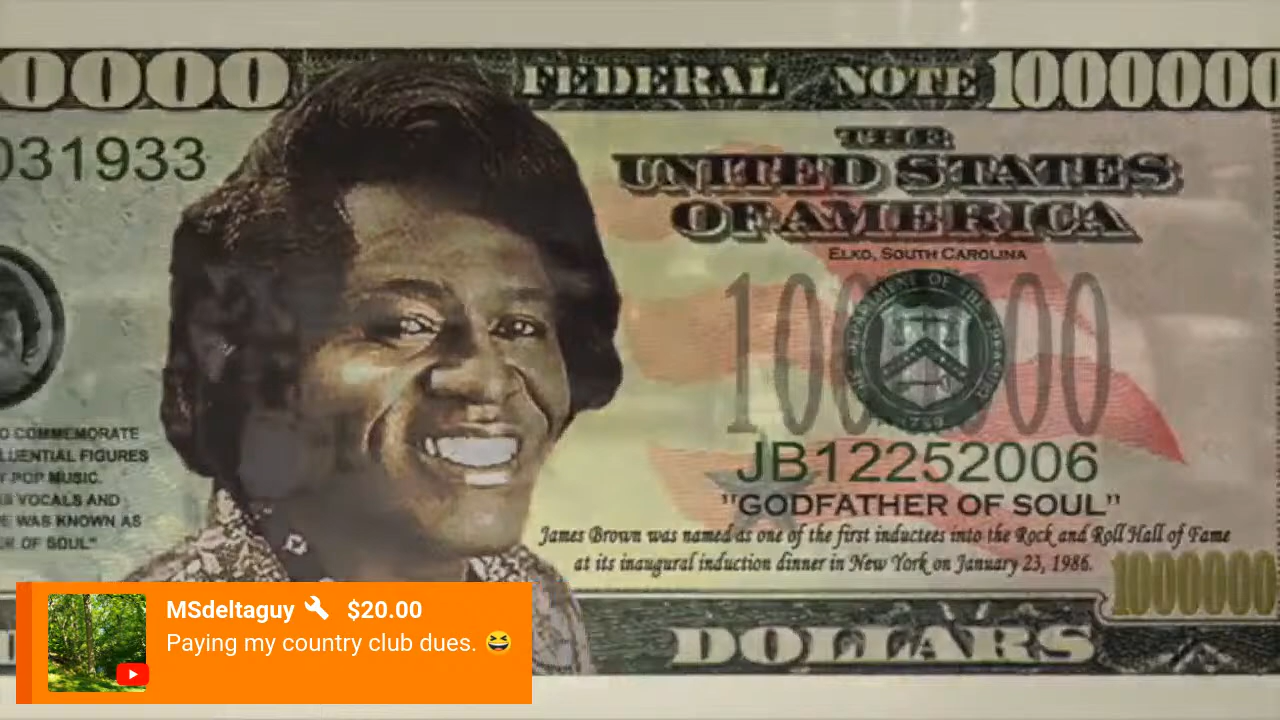 0000
FEDERAL NOTE 1000000
031933
THE
UNITED STATES
OF AMERICA
ELKO, SOUTH CAROLINA
JB12252006
"GODFATHER OF SOUL"
James Brown was named as one of the first inductees into the Rock and Roll Hall of Fame
at its inaugural induction dinner in New York on January 23, 1986.
1000000
COMMEMORATE
FIGURES
POP MUSIC.
VOCALS AND
WAS KNOWN AS
OF SOUL"
DOLLARS
MSdeltaguy $20.00
Paying my country club dues. 😆